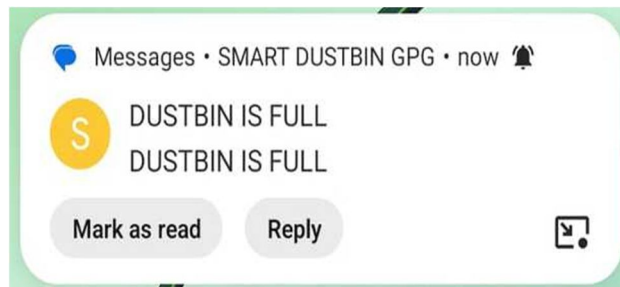 Messages • SMART DUSTBIN GPG • now
S
DUSTBIN IS FULL
DUSTBIN IS FULL
Mark as read Reply